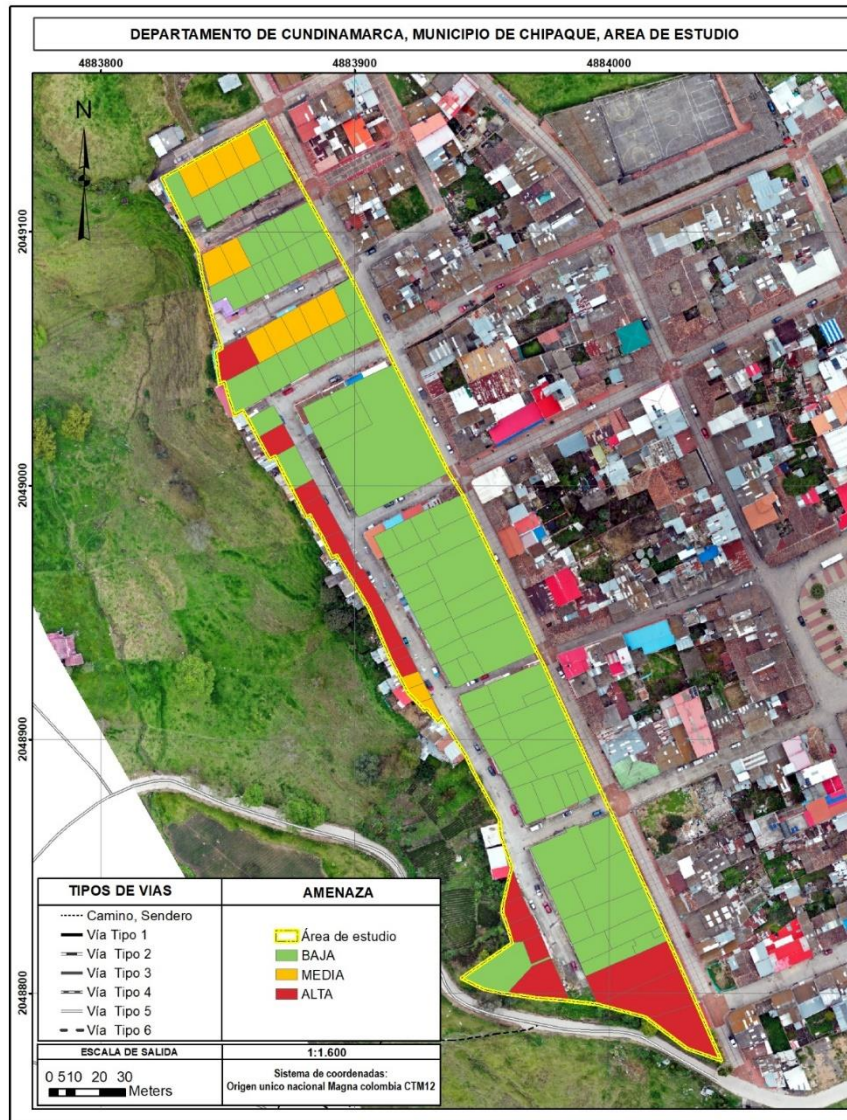 DEPARTAMENTO DE CUNDINAMARCA, MUNICIPIO DE CHIPAQUE, AREA DE ESTUDIO
4883800 4883900 4884000
N
2049100
2049000
2048900
2048800
TIPOS DE VIAS
Camino, Sendero
Vía Tipo 1
Vía Tipo 2
Vía Tipo 3
Vía Tipo 4
Vía Tipo 5
Vía Tipo 6
AMENAZA
Área de estudio
BAJA
MEDIA
ALTA
ESCALA DE SALIDA
1:1.600
0 510 20 30
Meters
Sistema de coordenadas:
Origen unico nacional Magna colombia CTM12